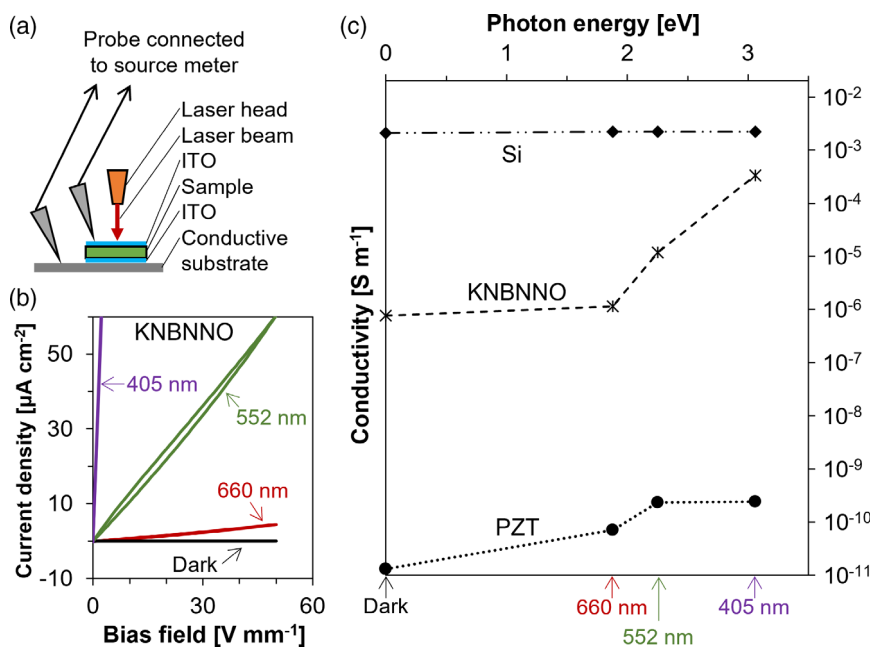 (a)
Probe connected
to source meter
Laser head
Laser beam
ITO
Sample
ITO
Conductive
substrate
(b)
KNBNNO
Current density [µA cm⁻²]
50
30
10
-10
405 nm
552 nm
660 nm
Dark
0
30
60
Bias field [V mm⁻¹]
(c)
Photon energy [eV]
0
1
2
3
Conductivity [S m⁻¹]
10⁻²
10⁻³
10⁻⁴
10⁻⁵
10⁻⁶
10⁻⁷
10⁻⁸
10⁻⁹
10⁻¹⁰
10⁻¹¹
Si
KNBNNO
PZT
Dark
660 nm
552 nm
405 nm